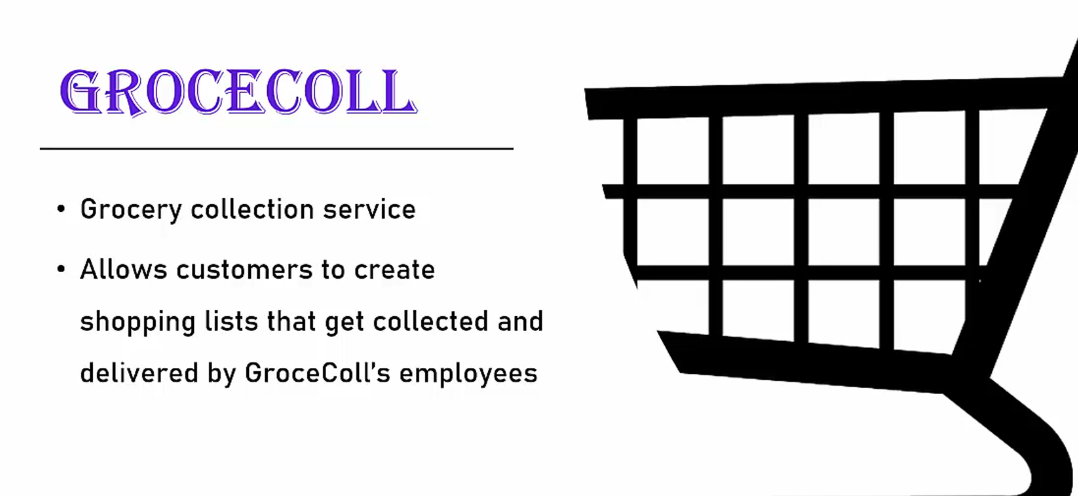 GROCECOLL
• Grocery collection service
• Allows customers to create
shopping lists that get collected and
delivered by GroceColl's employees